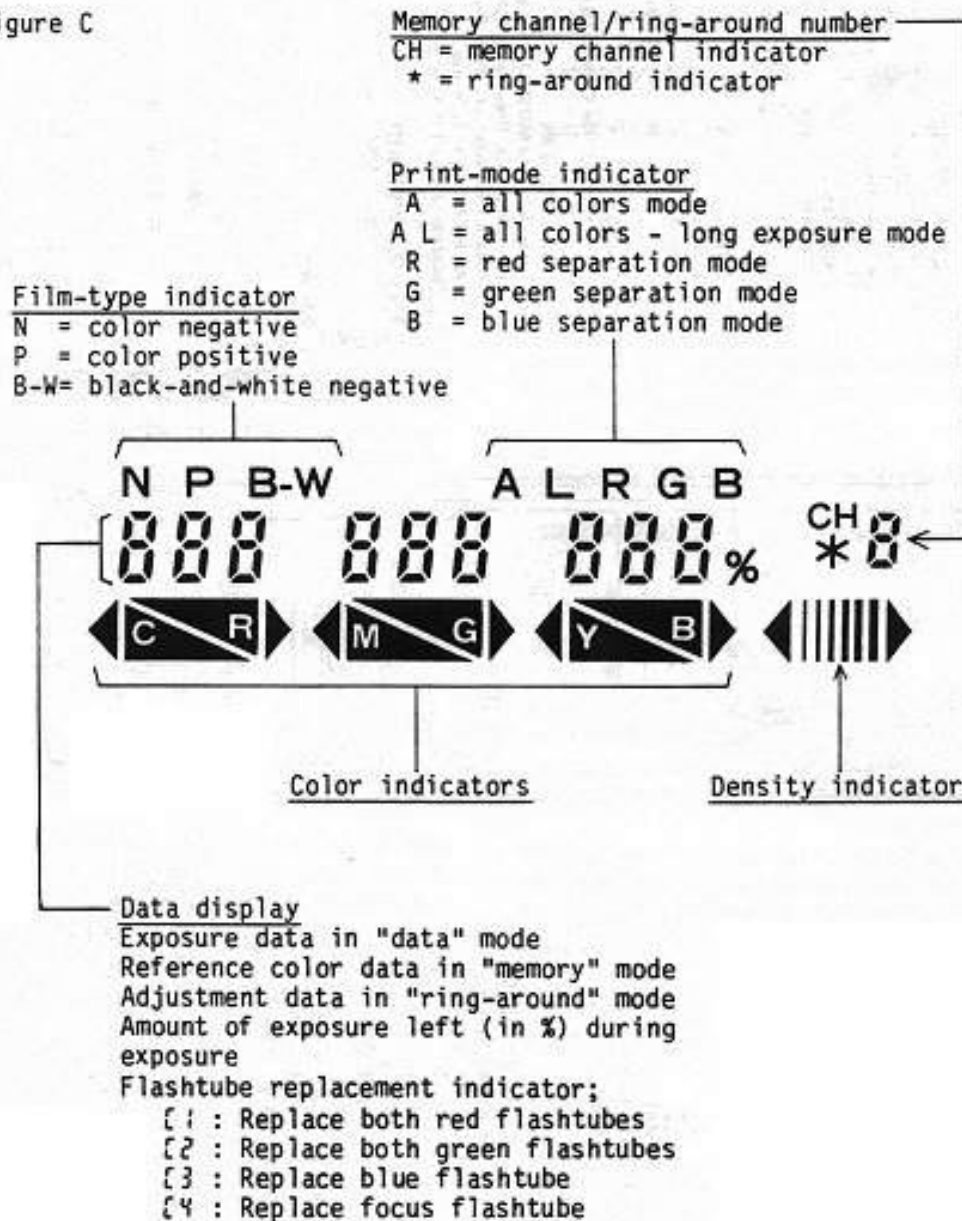 igure C
Memory channel/ring-around number
CH = memory channel indicator
* = ring-around indicator
Print-mode indicator
A = all colors mode
A L = all colors - long exposure mode
R = red separation mode
G = green separation mode
B = blue separation mode
Film-type indicator
N = color negative
P = color positive
B-W= black-and-white negative
N P B-W A L R G B
888 888 888 % CH * 8
C R M G Y B
Color indicators
Density indicator
Data display
Exposure data in "data" mode
Reference color data in "memory" mode
Adjustment data in "ring-around" mode
Amount of exposure left (in %) during
exposure
Flashtube replacement indicator;
[1 : Replace both red flashtubes
[2 : Replace both green flashtubes
[3 : Replace blue flashtube
[4 : Replace focus flashtube